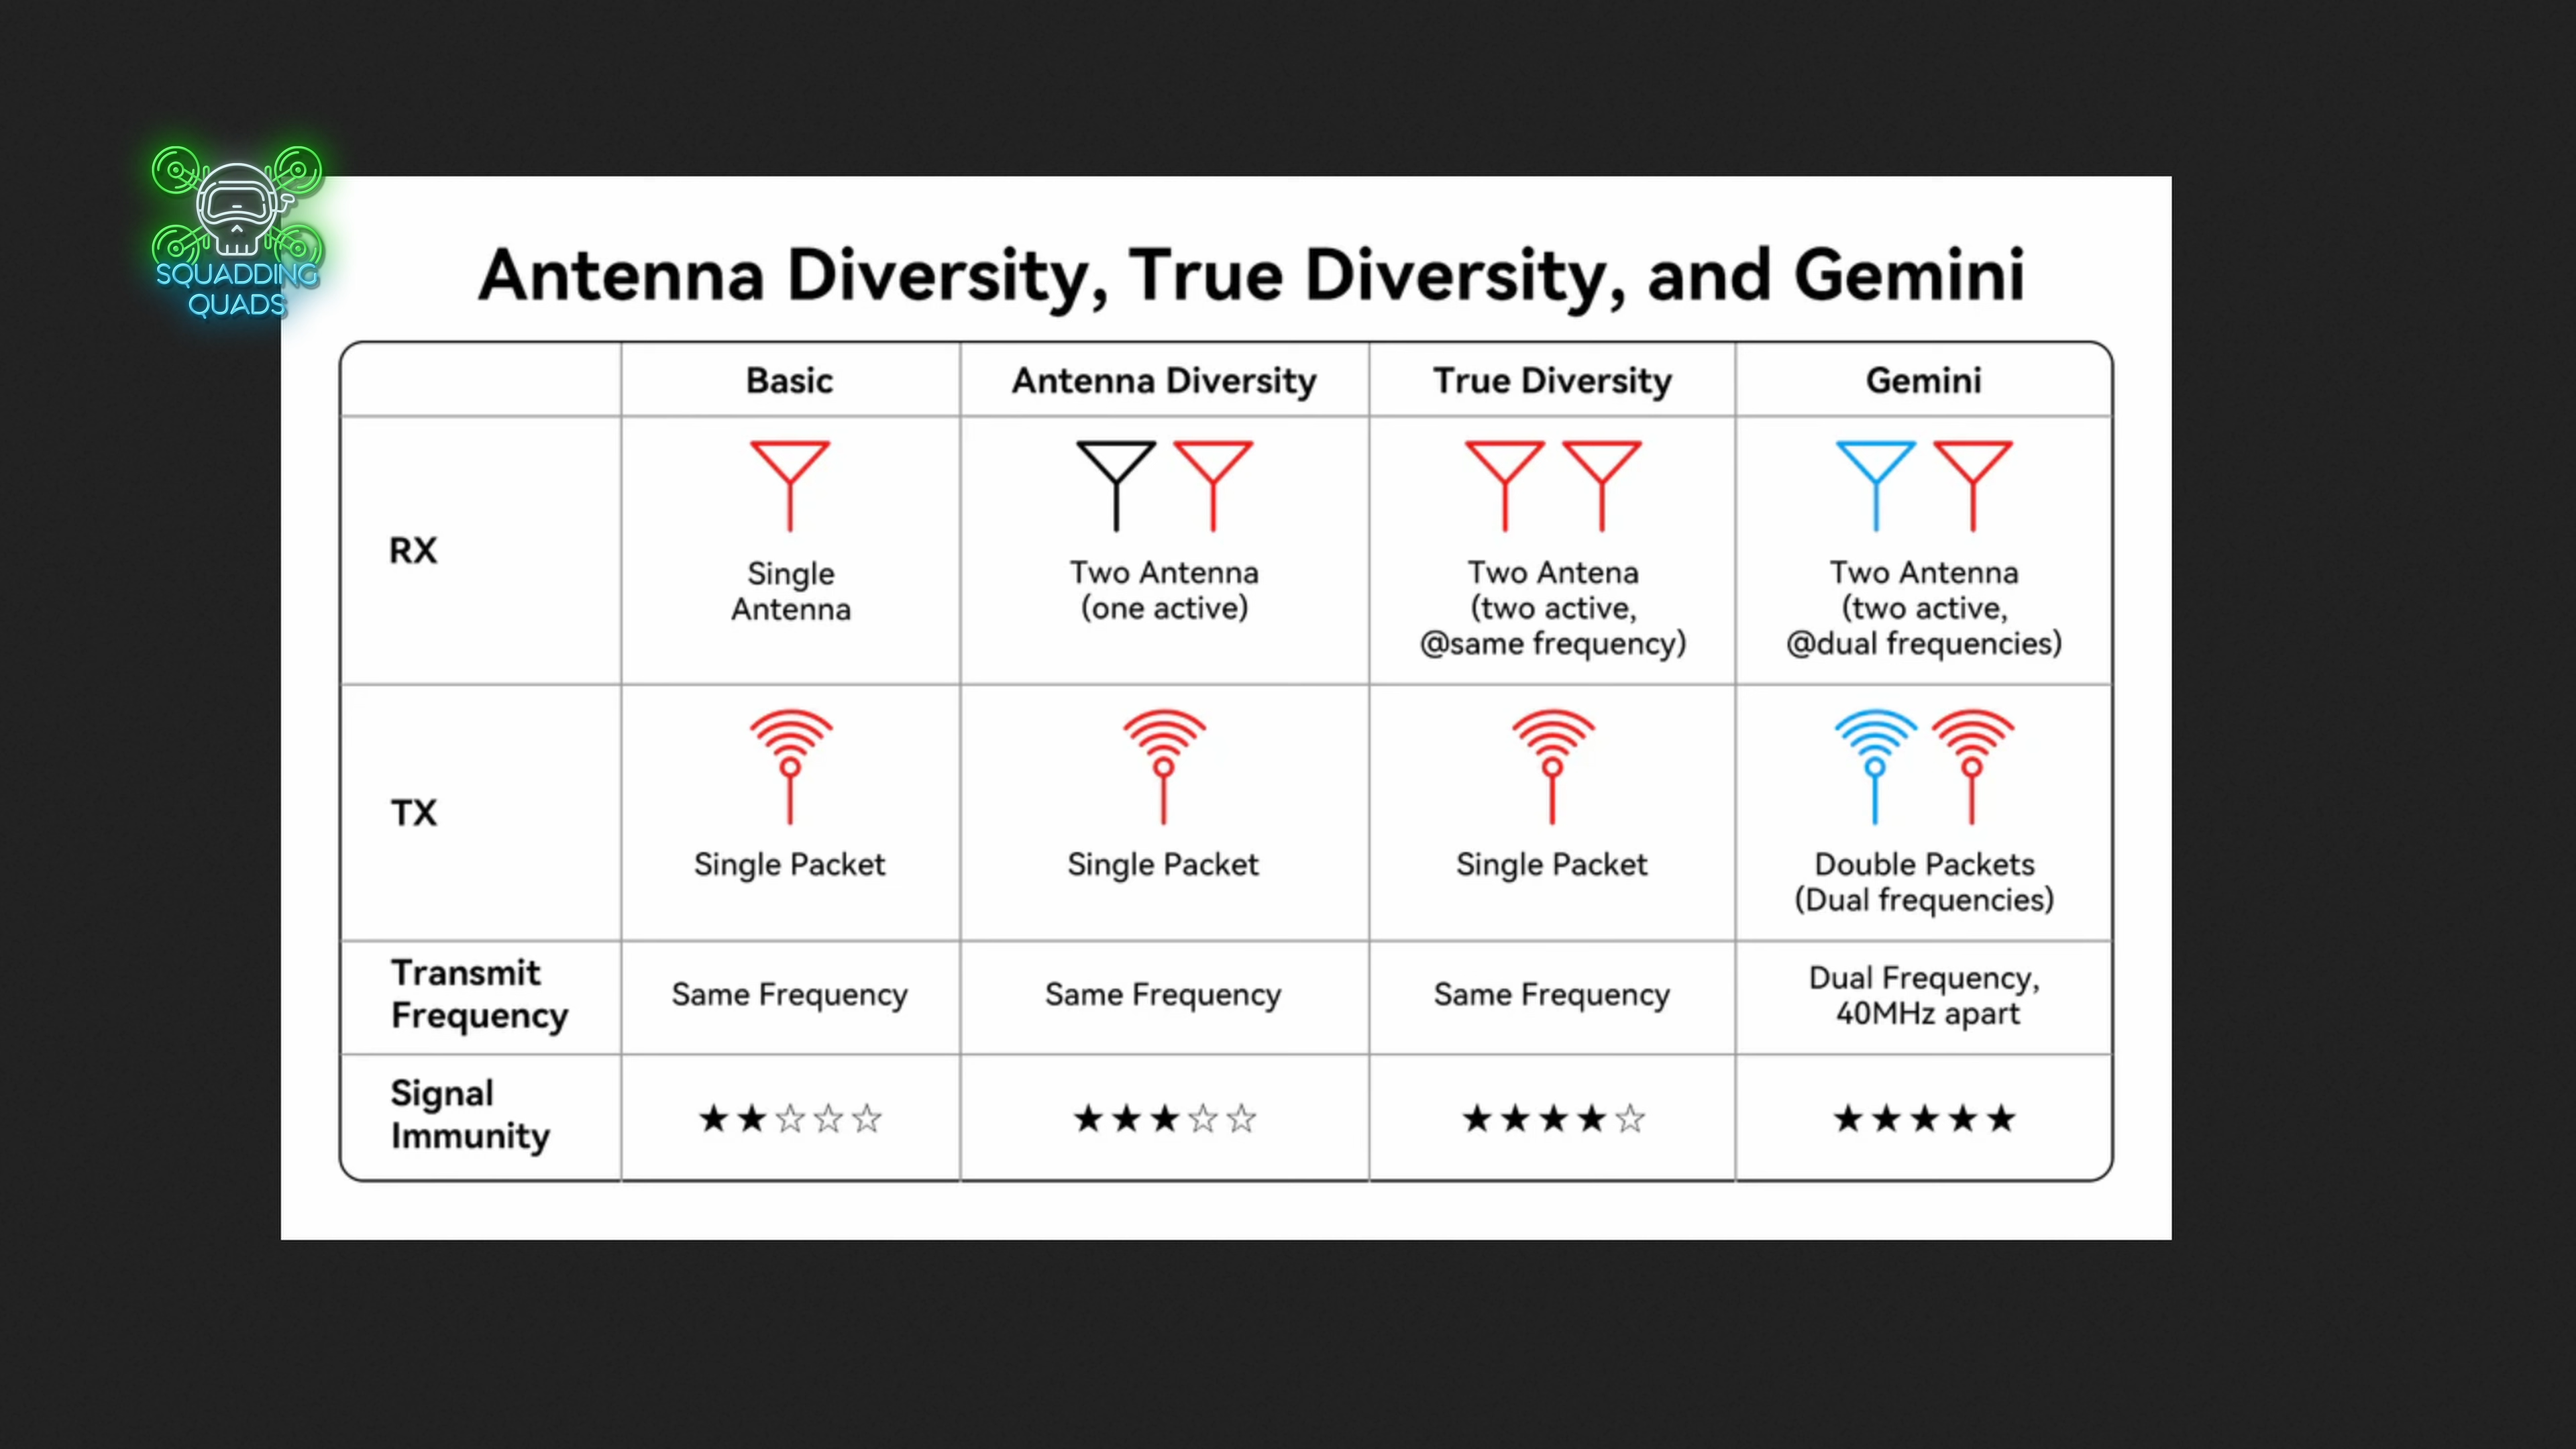 SQUADDING
QUADS
Antenna Diversity, True Diversity, and Gemini
Basic
Antenna Diversity
True Diversity
Gemini
RX
Single
Antenna
Two Antenna
(one active)
Two Antena
(two active,
@same frequency)
Two Antenna
(two active,
@dual frequencies)
TX
Single Packet
Single Packet
Single Packet
Double Packets
(Dual frequencies)
Transmit
Frequency
Same Frequency
Same Frequency
Same Frequency
Dual Frequency,
40MHz apart
Signal
Immunity
★★☆☆☆
★★★☆☆
★★★★☆
★★★★★